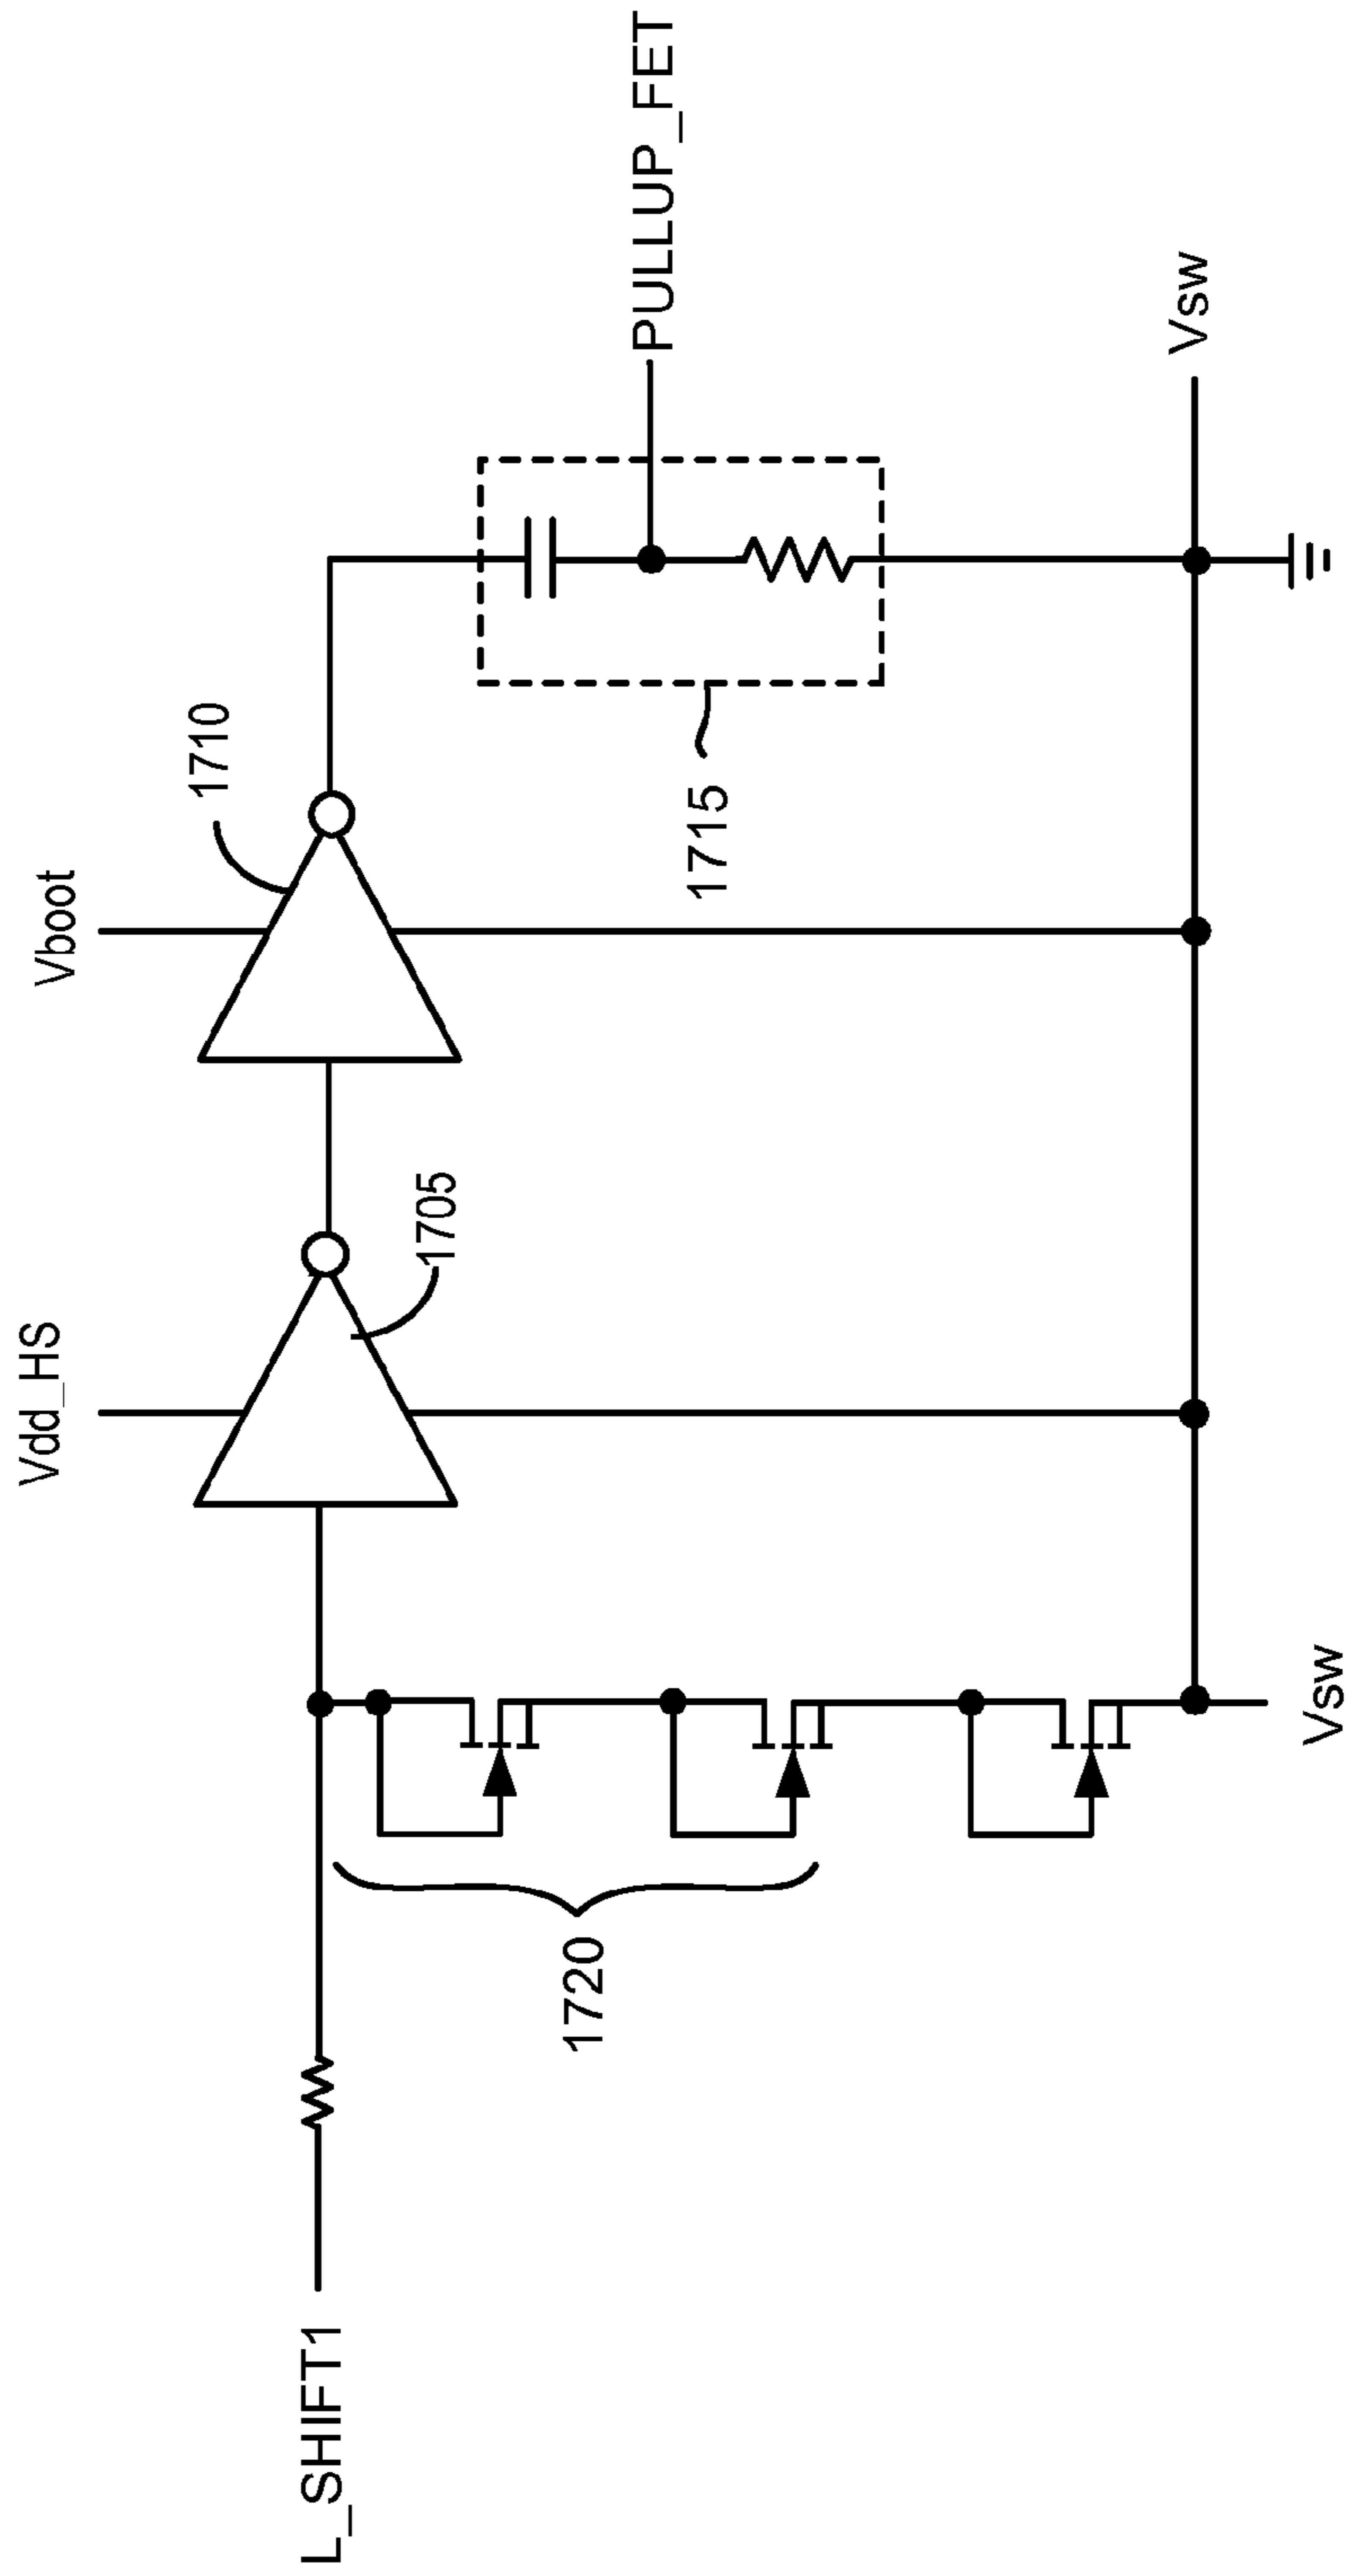 L_SHIFT1
1720
Vsw
Vdd_HS
1705
Vboot
1710
1715
PULLUP_FET
Vsw